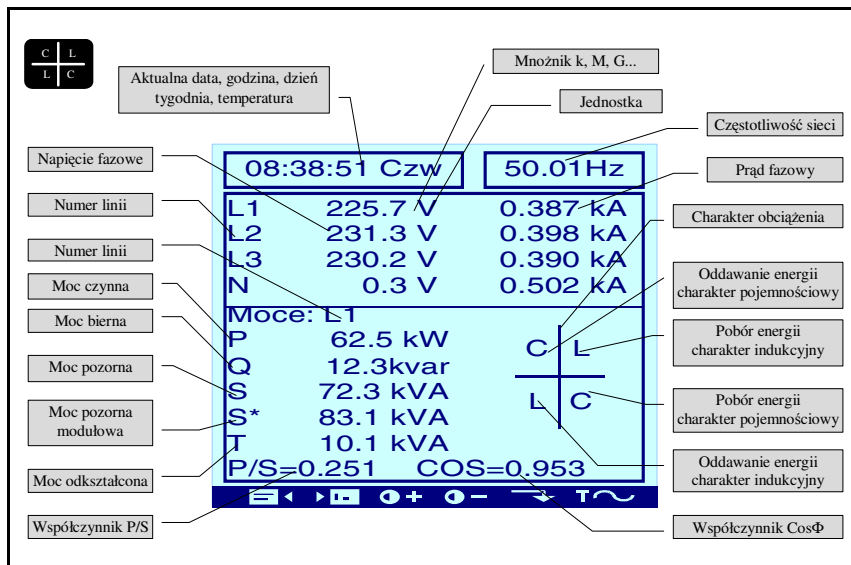 C L
L C
Aktualna data, godzina, dzień
tygodnia, temperatura
Mnożnik k, M, G...
Jednostka
Częstotliwość sieci
Napięcie fazowe
Prąd fazowy
Numer linii
Charakter obciążenia
Numer linii
Oddawanie energii
charakter pojemnościowy
Moc czynna
Moc bierna
Pobór energii
charakter indukcyjny
Moc pozorna
Pobór energii
charakter pojemnościowy
Moc pozorna
modułowa
Moc odkształcona
Oddawanie energii
charakter indukcyjny
Współczynnik P/S
Współczynnik CosΦ
08:38:51 Czw
50.01Hz
L1 225.7 V 0.387 kA
L2 231.3 V 0.398 kA
L3 230.2 V 0.390 kA
N 0.3 V 0.502 kA
Moce: L1
P 62.5 kW
Q 12.3kvar
S 72.3 kVA
S* 83.1 kVA
T 10.1 kVA
C L
L C
P/S=0.251 COS=0.953
T